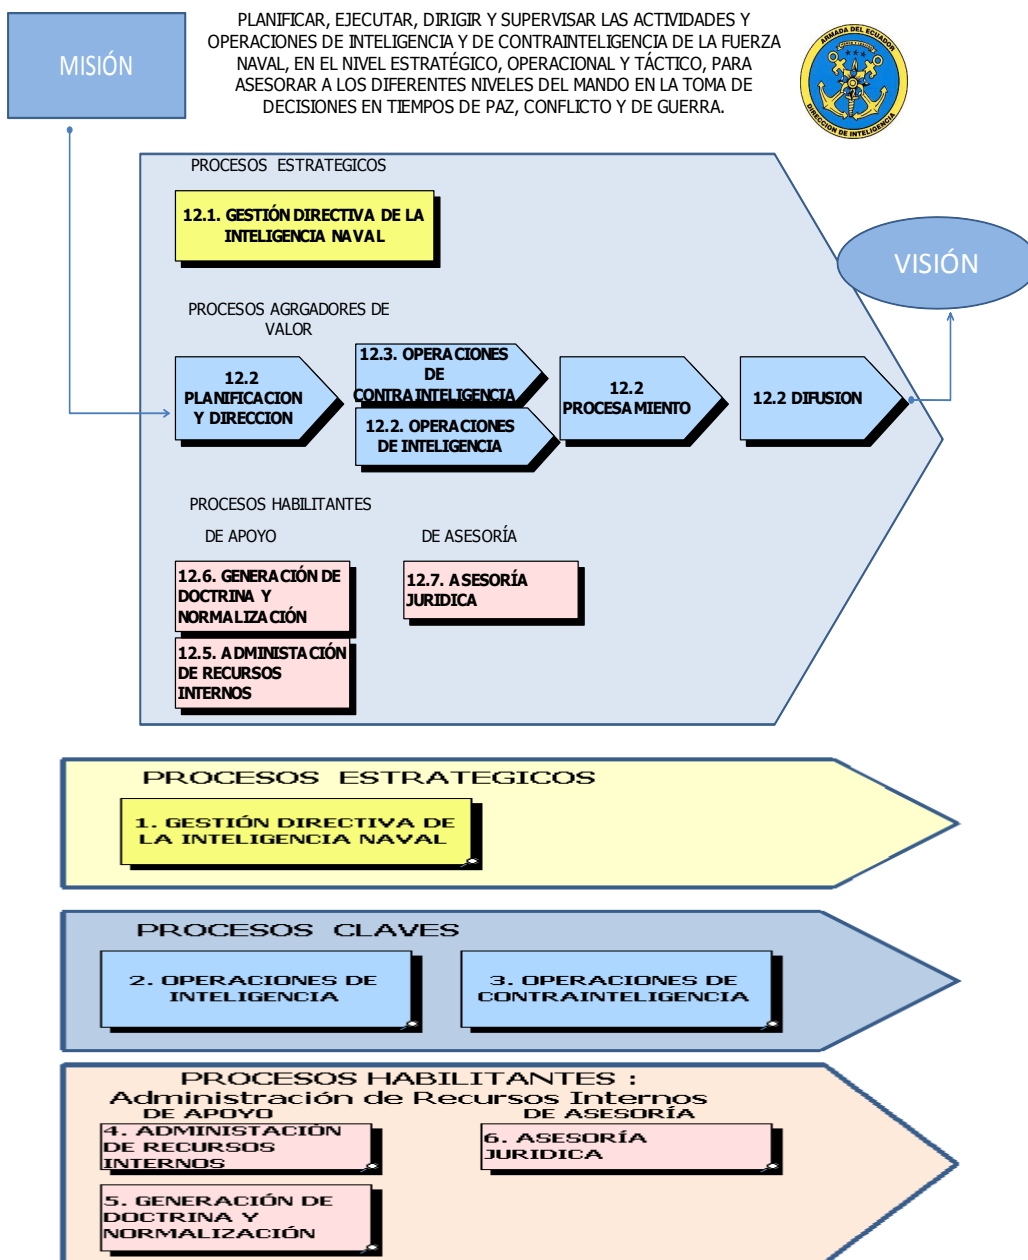 MISIÓN
PLANIFICAR, EJECUTAR, DIRIGIR Y SUPERVISAR LAS ACTIVIDADES Y
OPERACIONES DE INTELIGENCIA Y DE CONTRAINTELIGENCIA DE LA FUERZA
NAVAL, EN EL NIVEL ESTRATÉGICO, OPERACIONAL Y TÁCTICO, PARA
ASESORAR A LOS DIFERENTES NIVELES DEL MANDO EN LA TOMA DE
DECISIONES EN TIEMPOS DE PAZ, CONFLICTO Y DE GUERRA.
ARMADA DEL ECUADOR
DIRECCION DE INTELIGENCIA
PROCESOS ESTRATEGICOS
12.1. GESTIÓN DIRECTIVA DE LA
INTELIGENCIA NAVAL
VISIÓN
PROCESOS AGRGADORES DE
VALOR
12.2
PLANIFICACION
Y DIRECCION
12.3. OPERACIONES
DE
CONTRAINTELIGENCIA
12.2. OPERACIONES
DE INTELIGENCIA
12.2
PROCESAMIENTO
12.2 DIFUSION
PROCESOS HABILITANTES
DE APOYO
DE ASESORÍA
12.6. GENERACIÓN DE
DOCTRINA Y
NORMALIZACIÓN
12.7. ASESORÍA
JURIDICA
12.5. ADMINISTACIÓN
DE RECURSOS
INTERNOS
PROCESOS ESTRATEGICOS
1. GESTIÓN DIRECTIVA DE
LA INTELIGENCIA NAVAL
PROCESOS CLAVES
2. OPERACIONES DE
INTELIGENCIA
3. OPERACIONES DE
CONTRAINTELIGENCIA
PROCESOS HABILITANTES :
Administración de Recursos Internos
DE APOYO
DE ASESORÍA
4. ADMINISTACIÓN
DE RECURSOS
INTERNOS
6. ASESORÍA
JURIDICA
5. GENERACIÓN DE
DOCTRINA Y
NORMALIZACIÓN